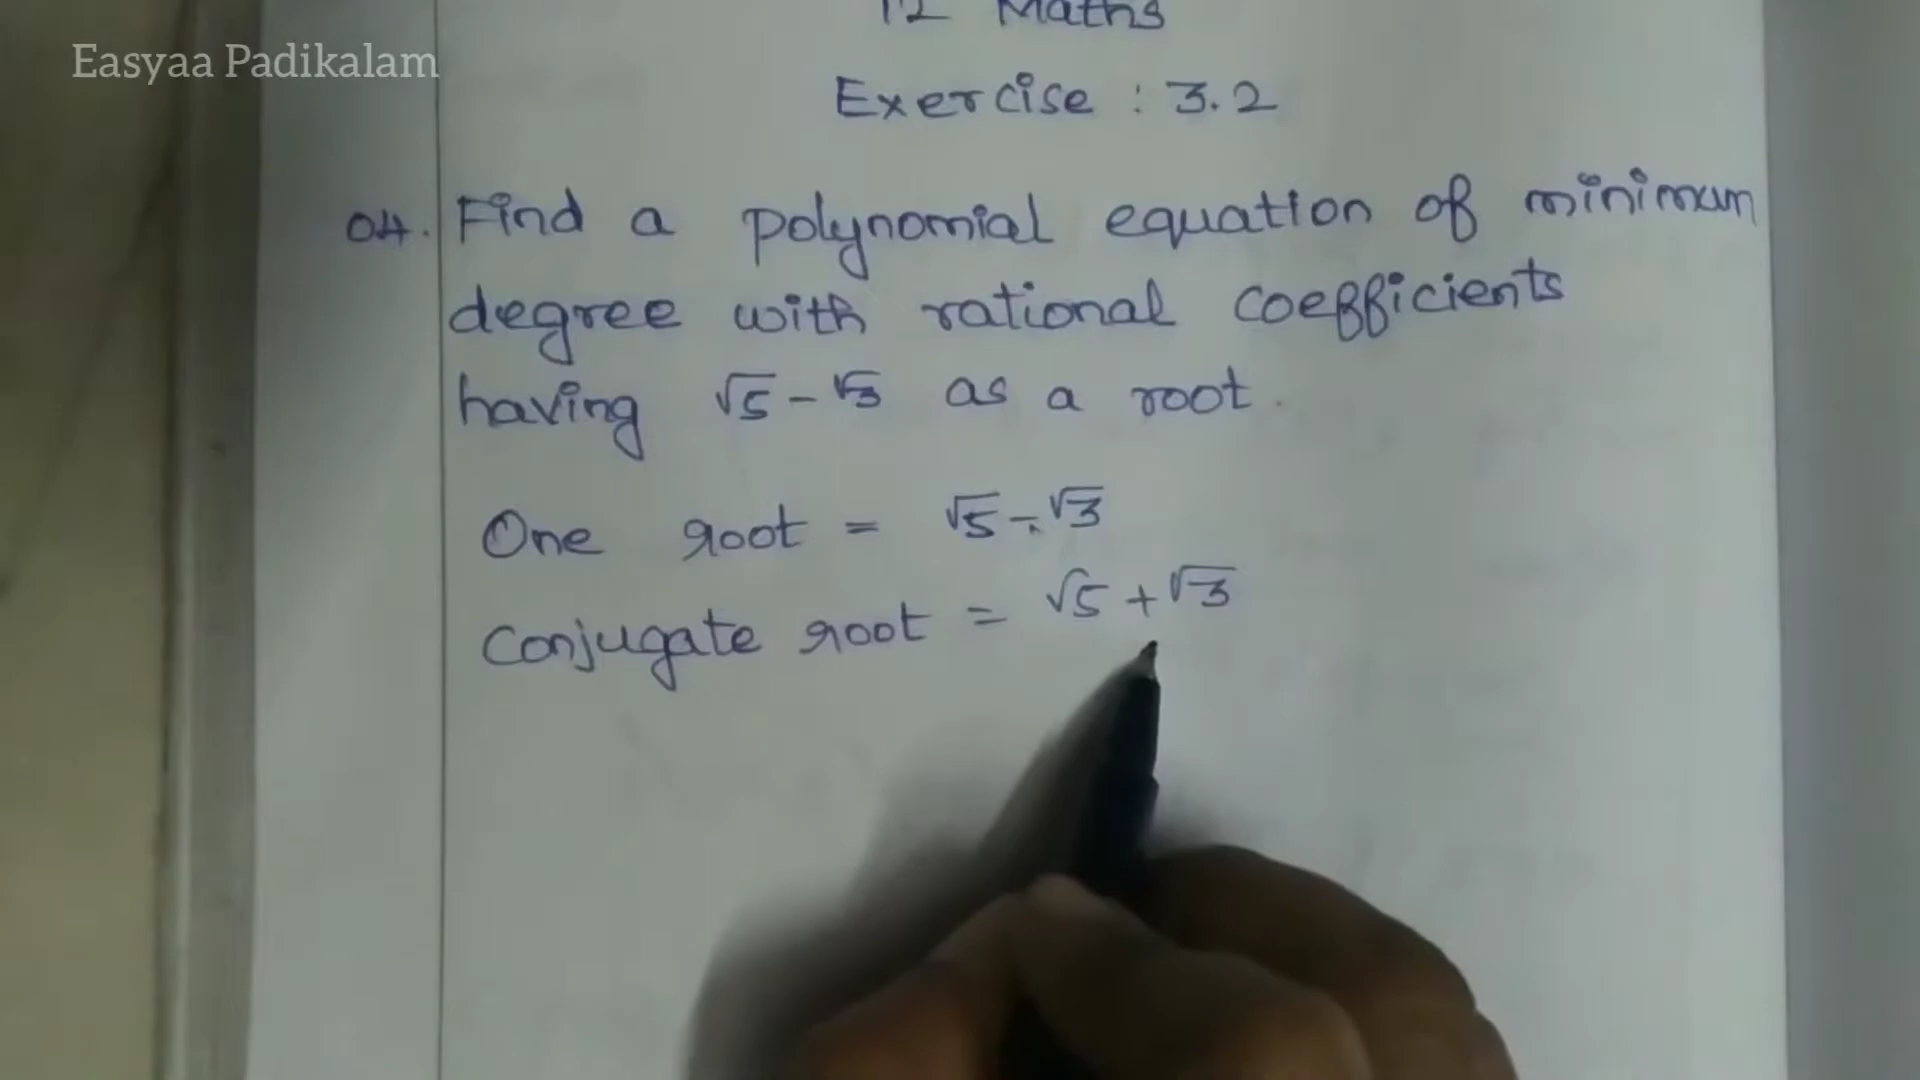 12 Maths
Easyaa Padikalam
Exercise : 3.2
04. Find a polynomial equation of minimum
degree with rational coefficients
having √5 - √3 as a root.
One root = √5 - √3
Conjugate root = √5 + √3